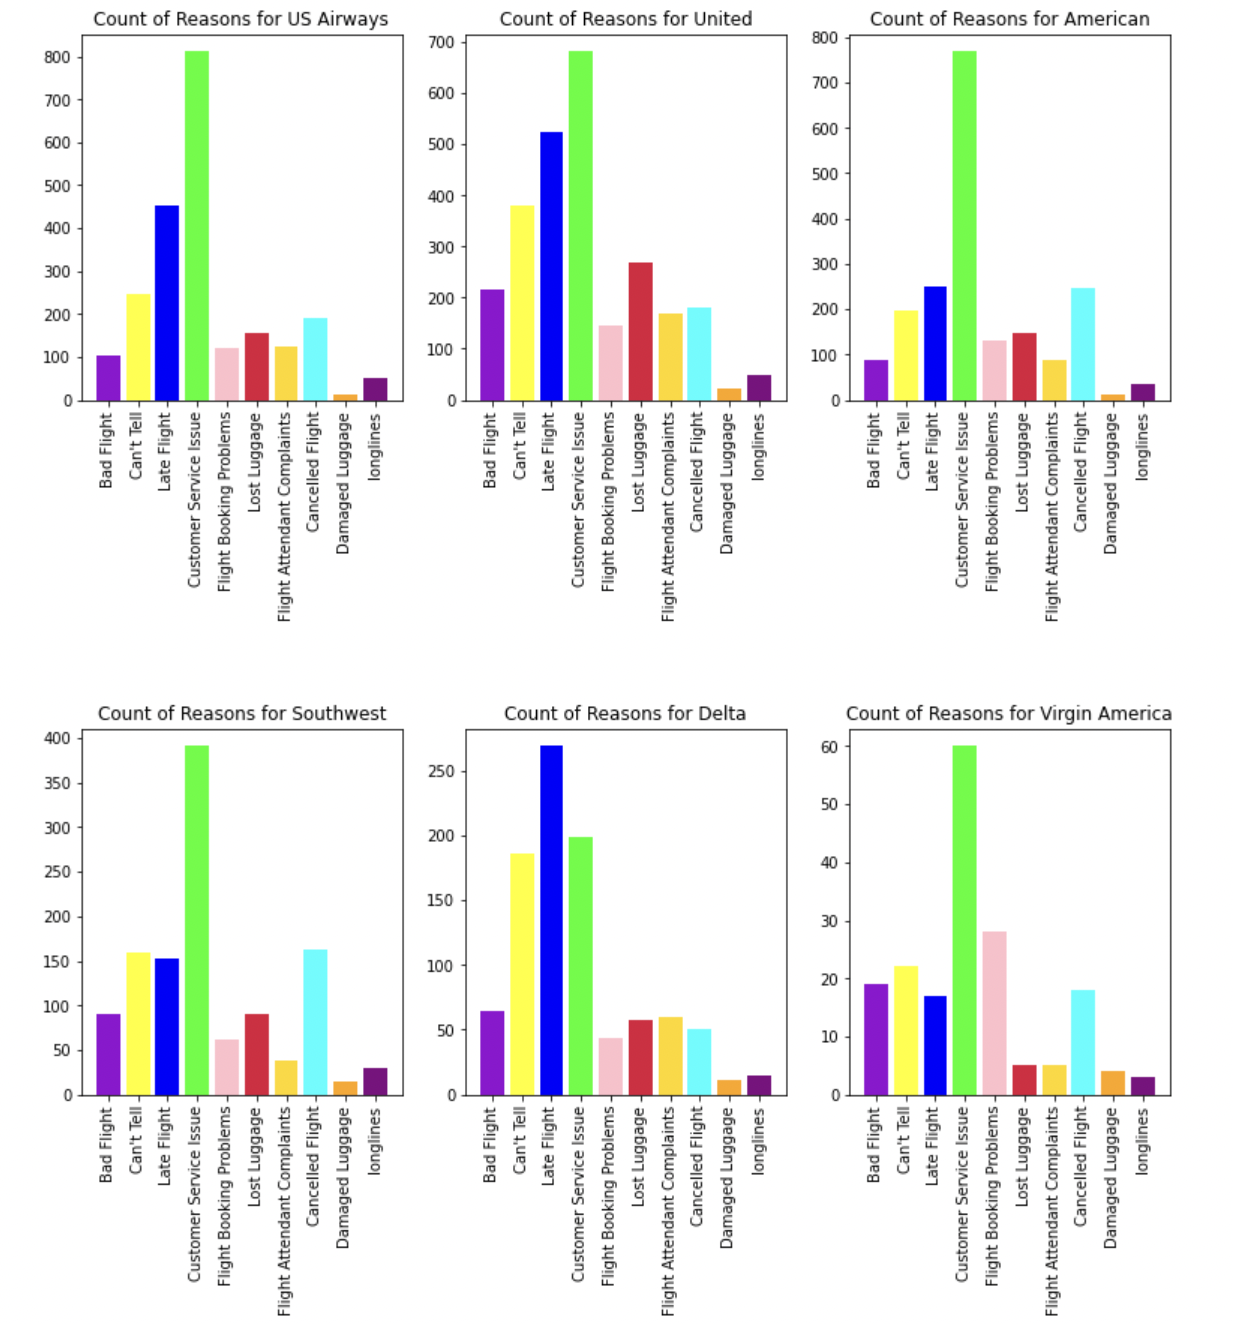 Count of Reasons for US Airways
800
700
600
500
400
300
200
100
0
Bad Flight
Can't Tell
Late Flight
Customer Service Issue
Flight Booking Problems
Lost Luggage
Flight Attendant Complaints
Cancelled Flight
Damaged Luggage
longlines
Count of Reasons for United
700
600
500
400
300
200
100
0
Bad Flight
Can't Tell
Late Flight
Customer Service Issue
Flight Booking Problems
Lost Luggage
Flight Attendant Complaints
Cancelled Flight
Damaged Luggage
longlines
Count of Reasons for American
800
700
600
500
400
300
200
100
0
Bad Flight
Can't Tell
Late Flight
Customer Service Issue
Flight Booking Problems
Lost Luggage
Flight Attendant Complaints
Cancelled Flight
Damaged Luggage
longlines
Count of Reasons for Southwest
400
350
300
250
200
150
100
50
0
Bad Flight
Can't Tell
Late Flight
Customer Service Issue
Flight Booking Problems
Lost Luggage
Flight Attendant Complaints
Cancelled Flight
Damaged Luggage
longlines
Count of Reasons for Delta
250
200
150
100
50
0
Bad Flight
Can't Tell
Late Flight
Customer Service Issue
Flight Booking Problems
Lost Luggage
Flight Attendant Complaints
Cancelled Flight
Damaged Luggage
longlines
Count of Reasons for Virgin America
60
50
40
30
20
10
0
Bad Flight
Can't Tell
Late Flight
Customer Service Issue
Flight Booking Problems
Lost Luggage
Flight Attendant Complaints
Cancelled Flight
Damaged Luggage
longlines